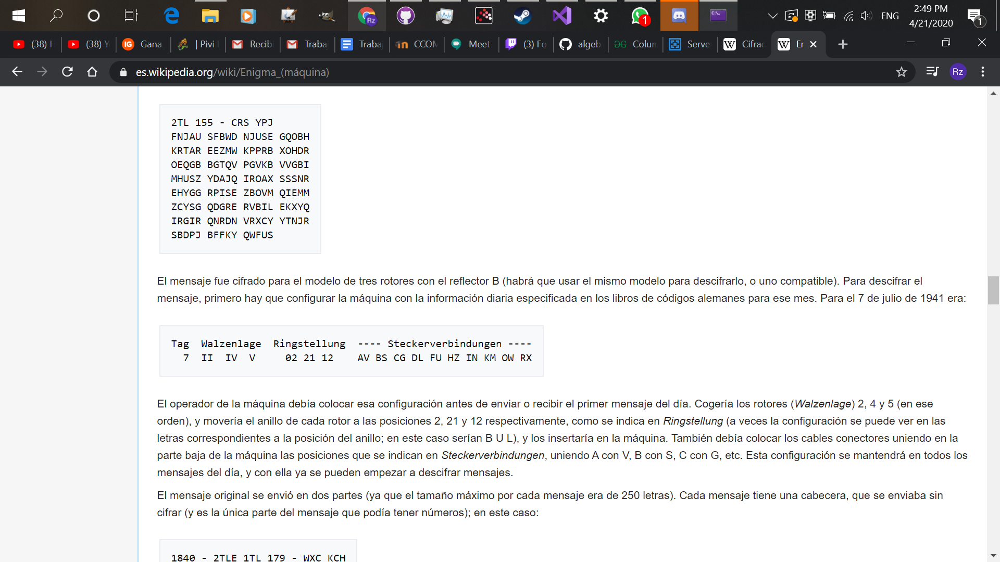 2:49 PM
ENG
4/21/2020
1
1
Rz
(38) H
(38) Y
IG Gana
| Pivi
Recibi
Traba
Traba
CCOM
Meet
(3) Fo
algeb
Colun
Serve
W Cifrac
W Er
es.wikipedia.org/wiki/Enigma_(máquina)
Rz
2TL 155 - CRS YPJ
FNJAU SFBWD NJUSE GQOBH
KRTAR EEZMW KPPRB XOHDR
OEQGB BGTQV PGVKB VVGBI
MHUSZ YDAJQ IROAX SSSNR
EHYGG RPISE ZBOVM QIEMM
ZCYSG QDGRE RVBIL EKXYQ
IRGIR QNRDN VRXCY YTNJR
SBDPJ BFFKY QWFUS
El mensaje fue cifrado para el modelo de tres rotores con el reflector B (habrá que usar el mismo modelo para descifrarlo, o uno compatible). Para descifrar el
mensaje, primero hay que configurar la máquina con la información diaria especificada en los libros de códigos alemanes para ese mes. Para el 7 de julio de 1941 era:
Tag Walzenlage Ringstellung ---- Steckerverbindungen ----
7 II IV V 02 21 12 AV BS CG DL FU HZ IN KM OW RX
El operador de la máquina debía colocar esa configuración antes de enviar o recibir el primer mensaje del día. Cogería los rotores (Walzenlage) 2, 4 y 5 (en ese
orden), y movería el anillo de cada rotor a las posiciones 2, 21 y 12 respectivamente, como se indica en Ringstellung (a veces la configuración se puede ver en las
letras correspondientes a la posición del anillo; en este caso serían B U L), y los insertaría en la máquina. También debía colocar los cables conectores uniendo en la
parte baja de la máquina las posiciones que se indican en Steckerverbindungen, uniendo A con V, B con S, C con G, etc. Esta configuración se mantendrá en todos los
mensajes del día, y con ella ya se pueden empezar a descifrar mensajes.
El mensaje original se envió en dos partes (ya que el tamaño máximo por cada mensaje era de 250 letras). Cada mensaje tiene una cabecera, que se enviaba sin
cifrar (y es la única parte del mensaje que podía tener números); en este caso:
1840 - 2TLE 1TL 179 - WXC KCH